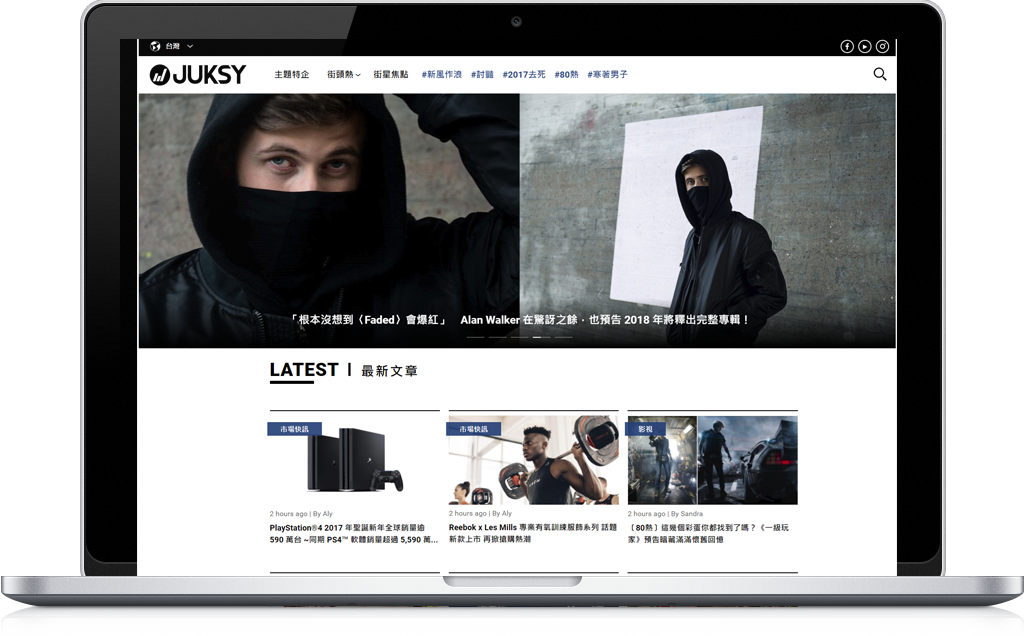 台灣
JUKSY
主題特企 街頭熱 街星焦點 #新風作浪 #討豔 #2017去死 #80熱 #寒著男子
「根本沒想到〈Faded〉會爆紅」 Alan Walker 在驚訝之餘，也預告 2018 年將釋出完整專輯！
LATEST | 最新文章
市場快訊
2 hours ago | By Aly
PlayStation®4 2017 年聖誕新年全球銷量逾
590 萬台 ~同期 PS4™ 軟體銷量超過 5,590 萬...
市場快訊
2 hours ago | By Aly
Reebok x Les Mills 專業有氧訓練服飾系列 話題
新款上市 再掀搶購熱潮
影視
2 hours ago | By Sandra
〔80熱〕這幾個彩蛋你都找到了嗎？《一級玩
家》預告暗藏滿滿懷舊回憶